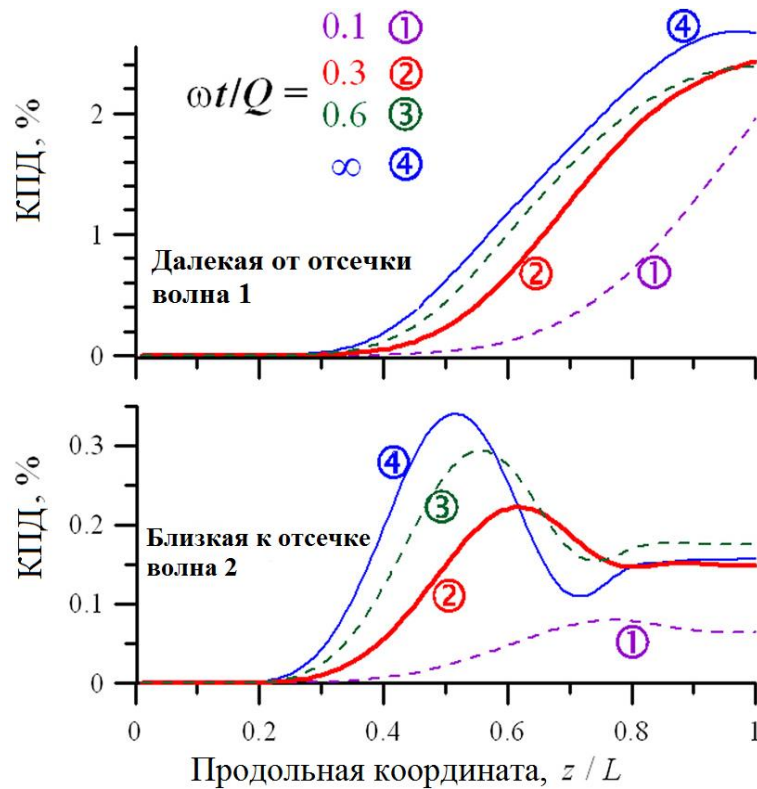 0.1 ①
0.3 ②
ωt/Q =
0.6 ③
∞ ④
④
КПД, %
2
1
0
Далекая от отсечки
волна 1
②
①
КПД, %
0.3
0.2
0.1
0
④
③
Близкая к отсечке
волна 2
②
①
0 0.2 0.4 0.6 0.8 1
Продольная координата, z / L